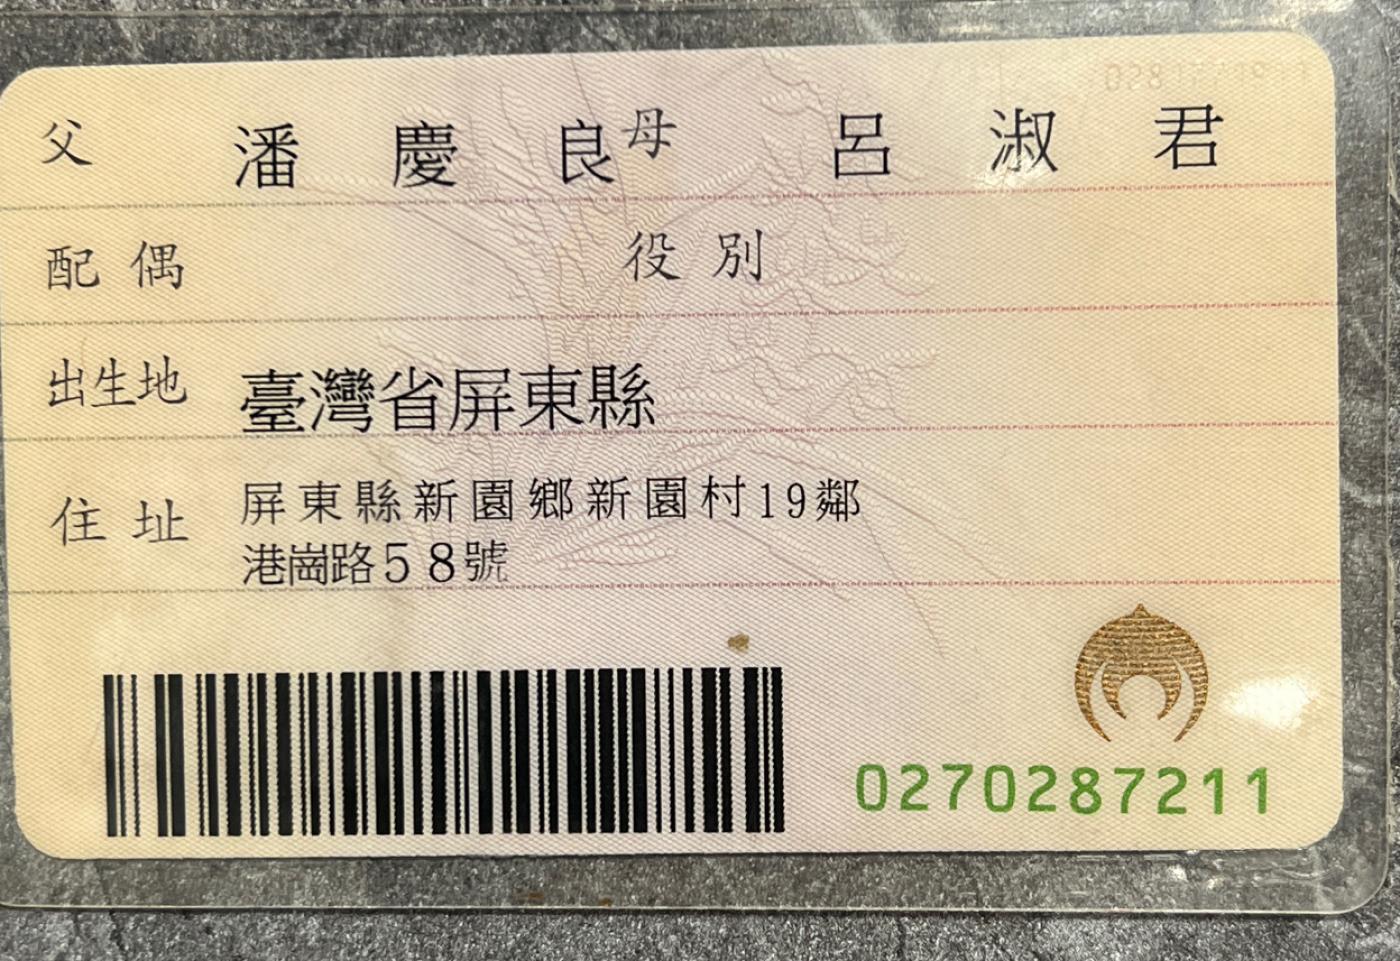 父 潘慶良 母 呂淑君
配偶 役別
出生地 臺灣省屏東縣
住址 屏東縣新園鄉新園村19鄰
港崗路58號
0270287211